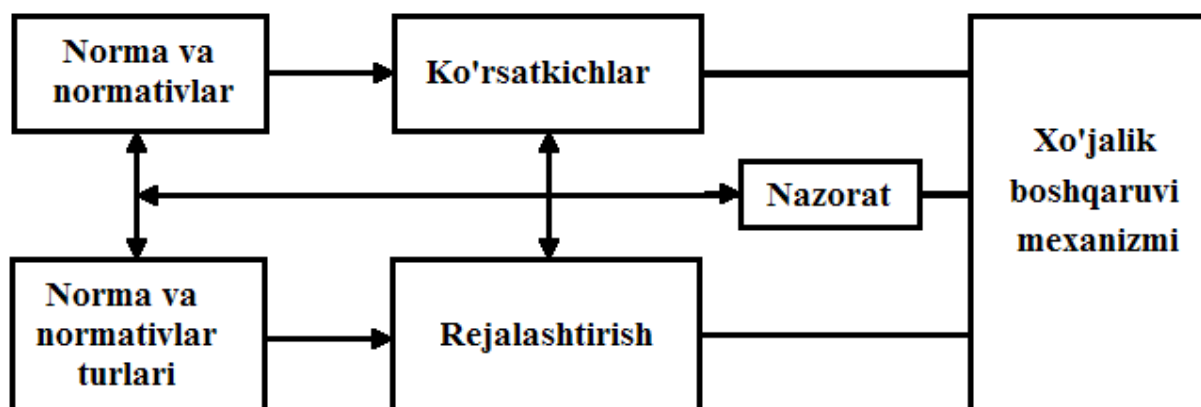 Norma va
normativlar
Ko'rsatkichlar
Nazorat
Xo'jalik
boshqaruvi
mexanizmi
Norma va
normativlar
turlari
Rejalashtirish